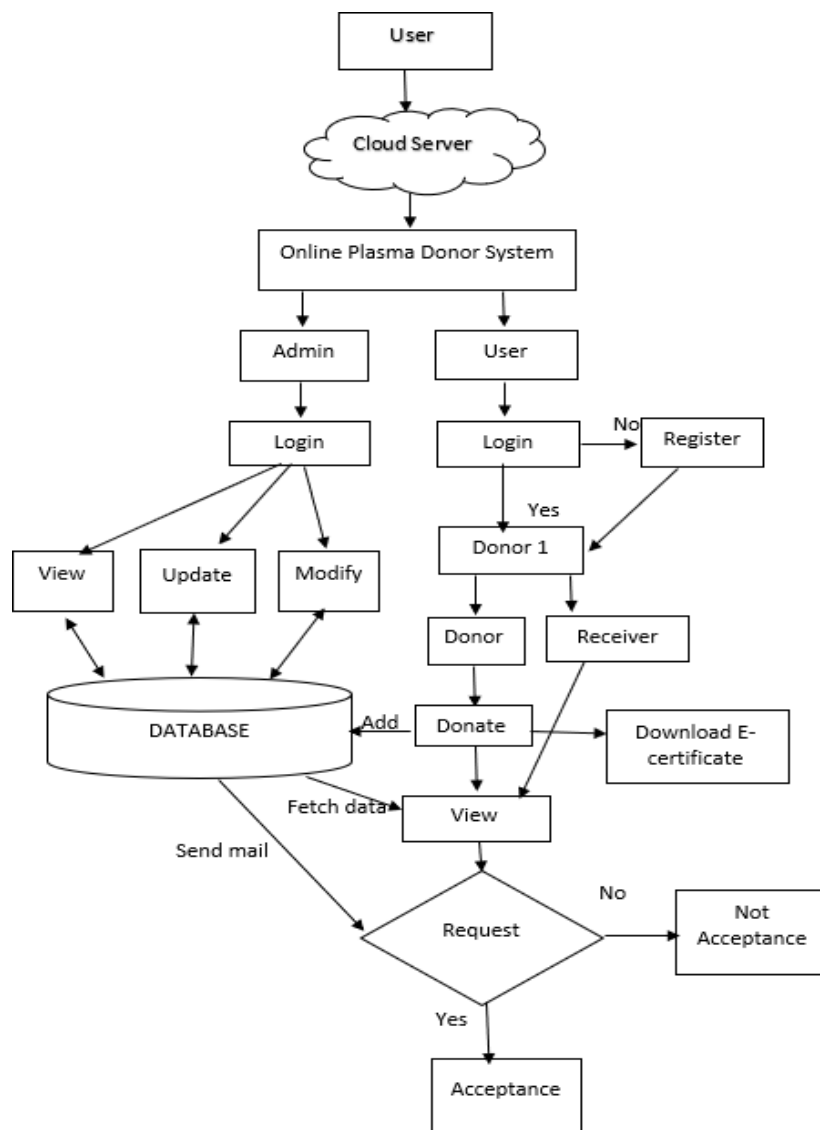 User
Cloud Server
Online Plasma Donor System
Admin
User
Login
Login
No
Register
Yes
Donor 1
View
Update
Modify
Donor
Receiver
DATABASE
Add
Donate
Download E-
certificate
Fetch data
View
Send mail
Request
No
Not
Acceptance
Yes
Acceptance